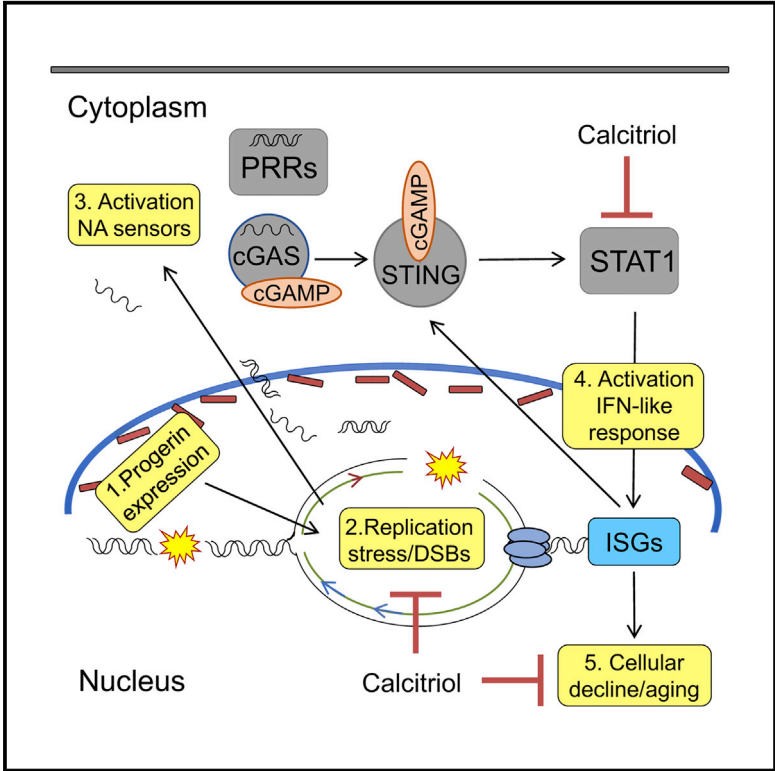 Cytoplasm
PRRs
Calcitriol
3. Activation
NA sensors
cGAS
cGAMP
cGAMP
STING
STAT1
4. Activation
IFN-like
response
1.Progerin
expression
2.Replication
stress/DSBs
ISGs
Nucleus
Calcitriol
5. Cellular
decline/aging